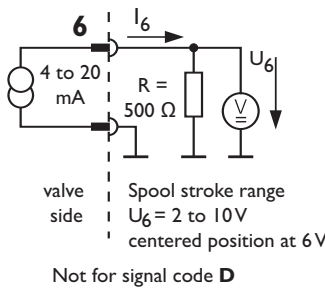 6
I6
4 to 20
mA
R =
500 Ω
V
U6
valve
side
Spool stroke range
U6 = 2 to 10 V
centered position at 6 V
Not for signal code D